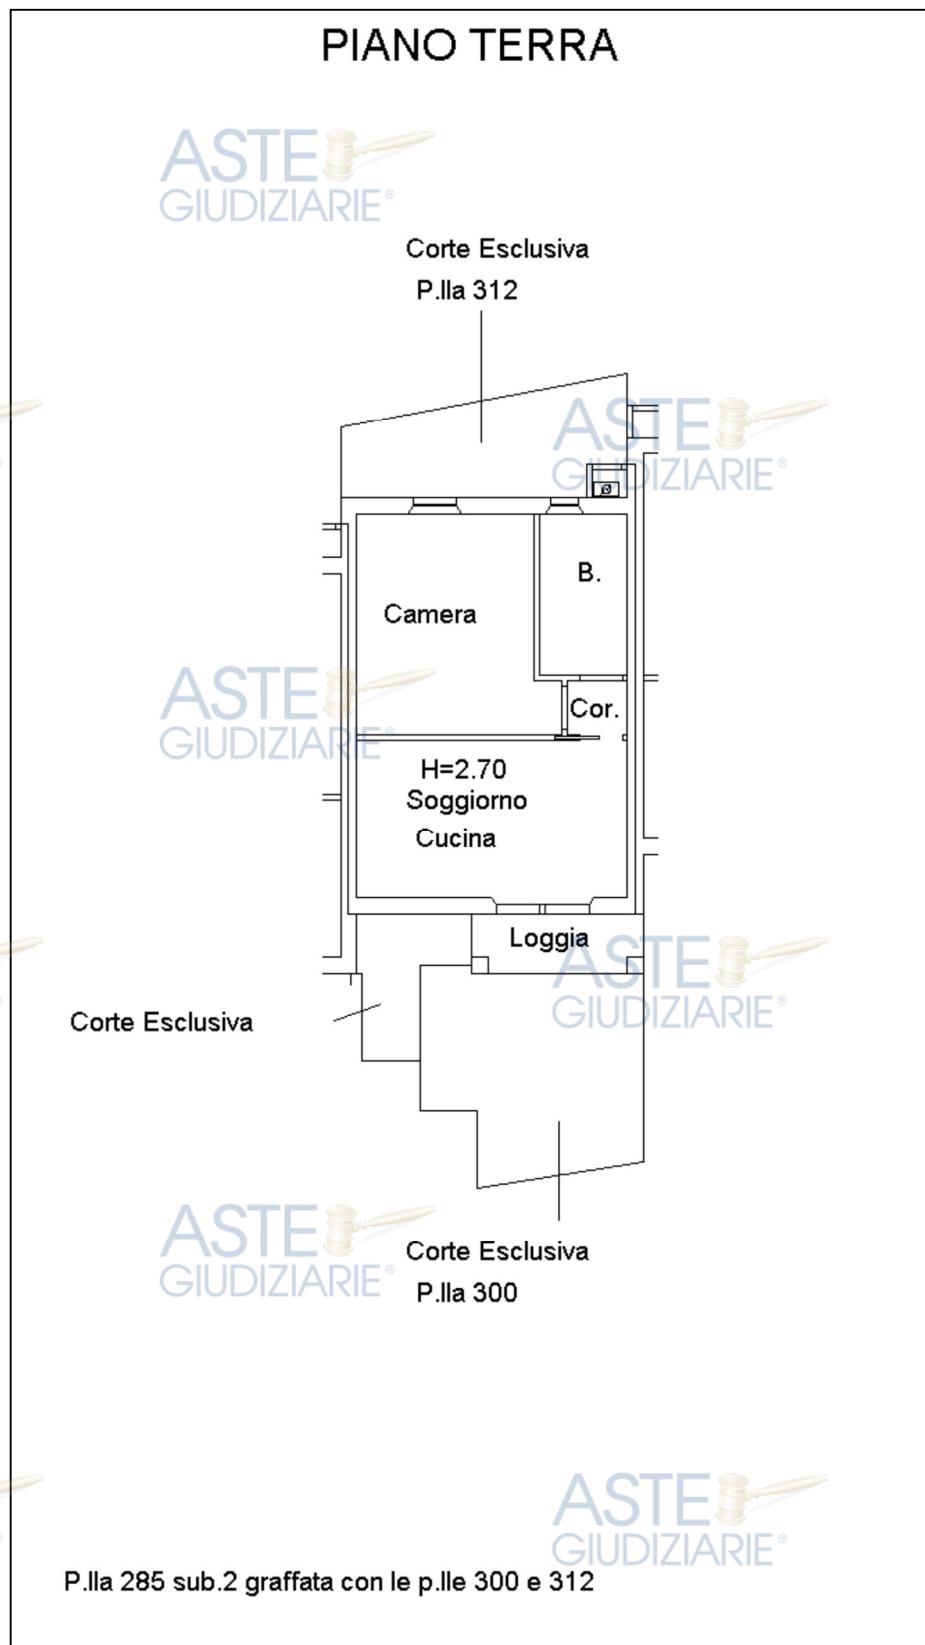 PIANO TERRA
ASTE
GIUDIZIARIE®
Corte Esclusiva
P.lla 312
ASTE
GIUDIZIARIE®
B.
Camera
ASTE
GIUDIZIARIE®
Cor.
H=2.70
Soggiorno
Cucina
Loggia
ASTE
GIUDIZIARIE®
Corte Esclusiva
ASTE
GIUDIZIARIE®
Corte Esclusiva
P.lla 300
ASTE
GIUDIZIARIE®
P.lla 285 sub.2 graffata con le p.lle 300 e 312